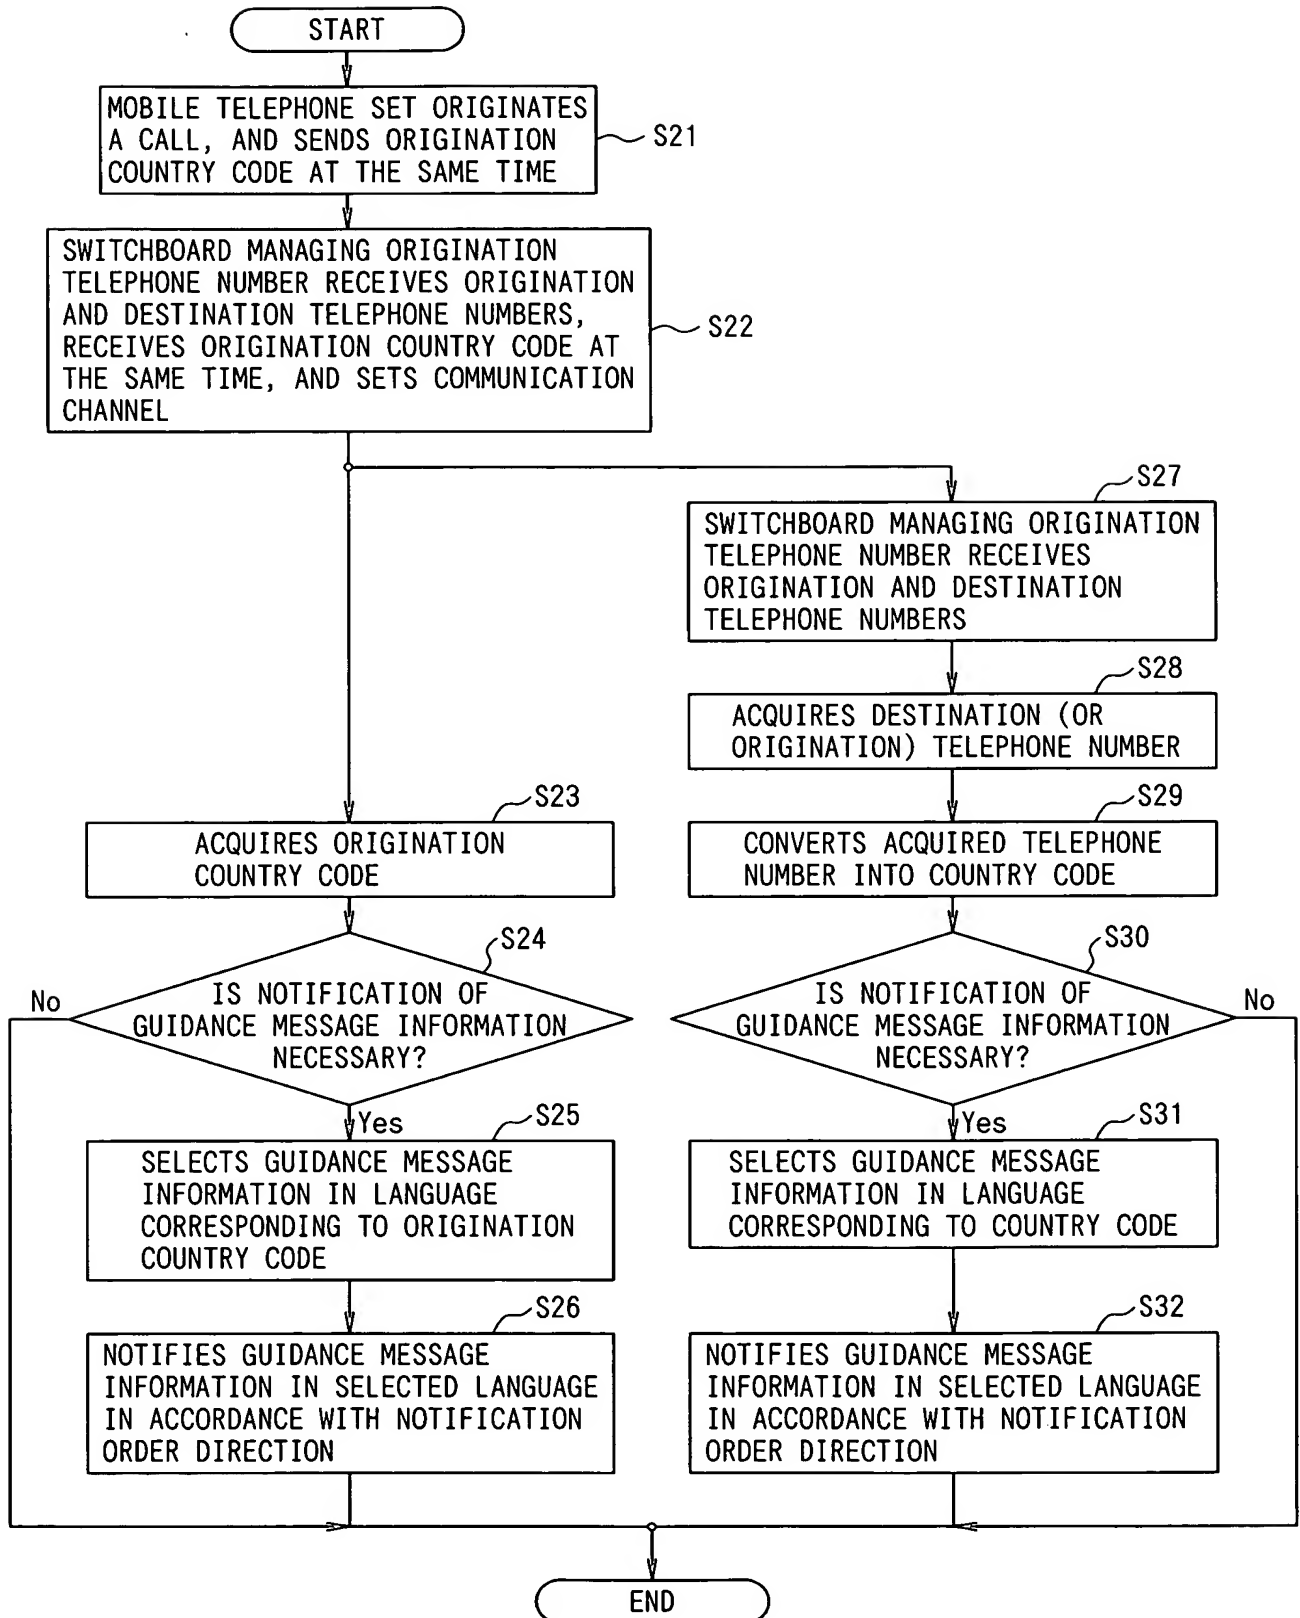 START
MOBILE TELEPHONE SET ORIGINATES
A CALL, AND SENDS ORIGINATION
COUNTRY CODE AT THE SAME TIME
S21
SWITCHBOARD MANAGING ORIGINATION
TELEPHONE NUMBER RECEIVES ORIGINATION
AND DESTINATION TELEPHONE NUMBERS,
RECEIVES ORIGINATION COUNTRY CODE AT
THE SAME TIME, AND SETS COMMUNICATION
CHANNEL
S22
S27
SWITCHBOARD MANAGING ORIGINATION
TELEPHONE NUMBER RECEIVES
ORIGINATION AND DESTINATION
TELEPHONE NUMBERS
S28
ACQUIRES DESTINATION (OR
ORIGINATION) TELEPHONE NUMBER
S23
ACQUIRES ORIGINATION
COUNTRY CODE
S29
CONVERTS ACQUIRED TELEPHONE
NUMBER INTO COUNTRY CODE
S24
IS NOTIFICATION OF
GUIDANCE MESSAGE INFORMATION
NECESSARY?
No
Yes
S30
IS NOTIFICATION OF
GUIDANCE MESSAGE INFORMATION
NECESSARY?
No
Yes
S25
SELECTS GUIDANCE MESSAGE
INFORMATION IN LANGUAGE
CORRESPONDING TO ORIGINATION
COUNTRY CODE
S31
SELECTS GUIDANCE MESSAGE
INFORMATION IN LANGUAGE
CORRESPONDING TO COUNTRY CODE
S26
NOTIFIES GUIDANCE MESSAGE
INFORMATION IN SELECTED LANGUAGE
IN ACCORDANCE WITH NOTIFICATION
ORDER DIRECTION
S32
NOTIFIES GUIDANCE MESSAGE
INFORMATION IN SELECTED LANGUAGE
IN ACCORDANCE WITH NOTIFICATION
ORDER DIRECTION
END